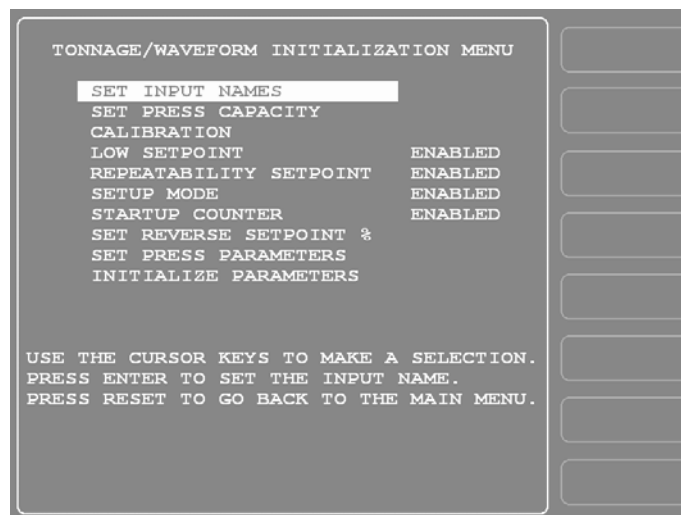 TONNAGE/WAVEFORM INITIALIZATION MENU
SET INPUT NAMES
SET PRESS CAPACITY
CALIBRATION
LOW SETPOINT ENABLED
REPEATABILITY SETPOINT ENABLED
SETUP MODE ENABLED
STARTUP COUNTER ENABLED
SET REVERSE SETPOINT %
SET PRESS PARAMETERS
INITIALIZE PARAMETERS
USE THE CURSOR KEYS TO MAKE A SELECTION.
PRESS ENTER TO SET THE INPUT NAME.
PRESS RESET TO GO BACK TO THE MAIN MENU.